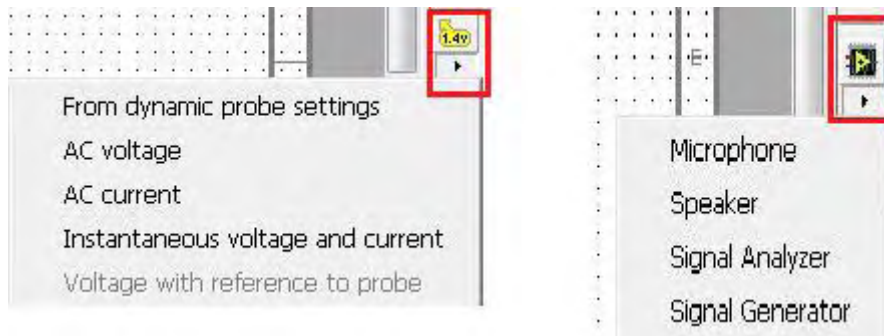 1.4v
From dynamic probe settings
AC voltage
AC current
Instantaneous voltage and current
Voltage with reference to probe
E
Microphone
Speaker
Signal Analyzer
Signal Generator